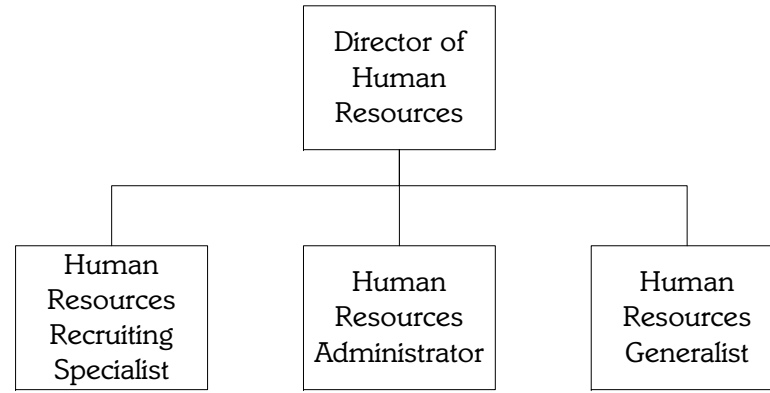 Director of
Human
Resources
Human
Resources
Recruiting
Specialist
Human
Resources
Administrator
Human
Resources
Generalist